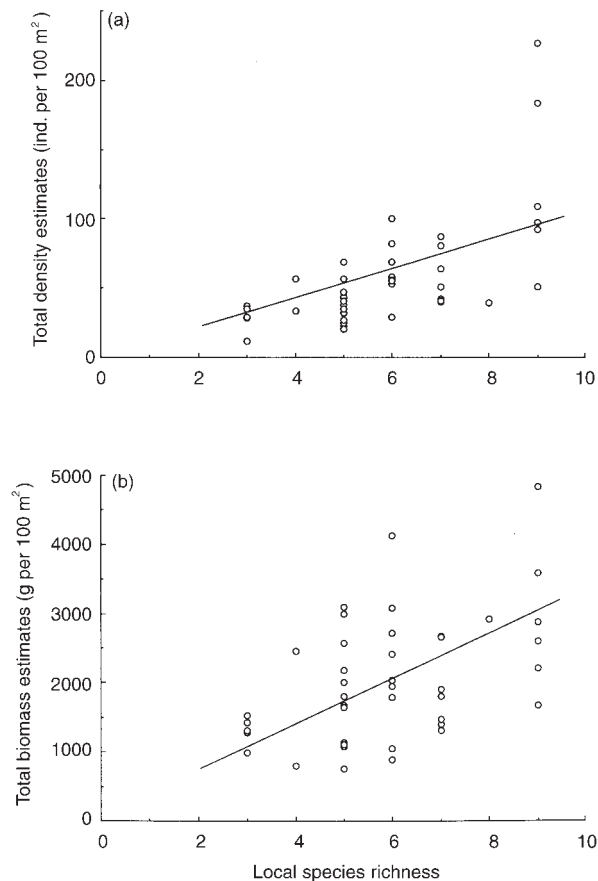 (a)
Total density estimates (ind. per 100 m²)
200
100
0
0 2 4 6 8 10
(b)
Total biomass estimates (g per 100 m²)
5000
4000
3000
2000
1000
0
0 2 4 6 8 10
Local species richness